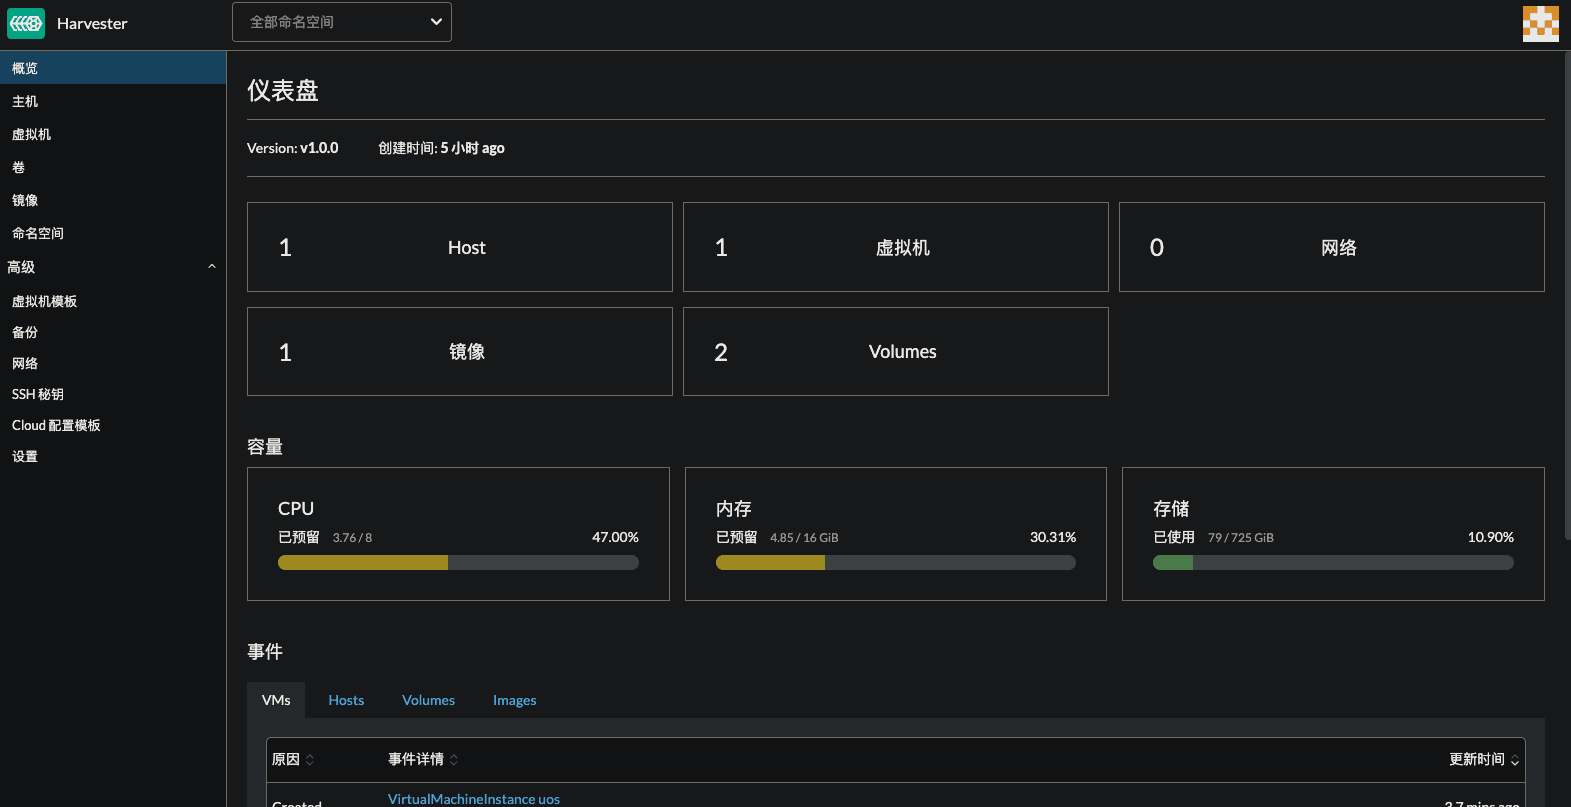 Harvester
全部命名空间
概览
主机
虚拟机
卷
镜像
命名空间
高级
虚拟机模板
备份
网络
SSH 秘钥
Cloud 配置模板
设置
仪表盘
Version: v1.0.0 创建时间: 5 小时 ago
1 Host
1 虚拟机
0 网络
1 镜像
2 Volumes
容量
CPU
已预留 3.76 / 8 47.00%
内存
已预留 4.85 / 16 GiB 30.31%
存储
已使用 79 / 725 GiB 10.90%
事件
VMs Hosts Volumes Images
原因 事件详情 更新时间
Created VirtualMachineInstance uos 3.7 mins ago